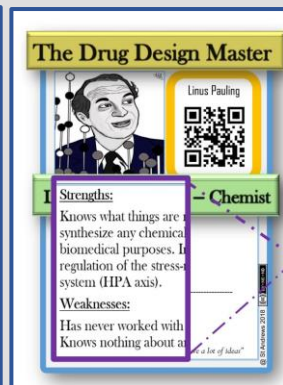 The Drug Design Master
Linus Pauling
– Chemist
Strengths:
Knows what things are
synthesize any chemical
biomedical purposes.
regulation of the stress-
system (HPA axis).
Weaknesses:
Has never worked with
Knows nothing about
a lot of ideas"
@ St Andrews 2018